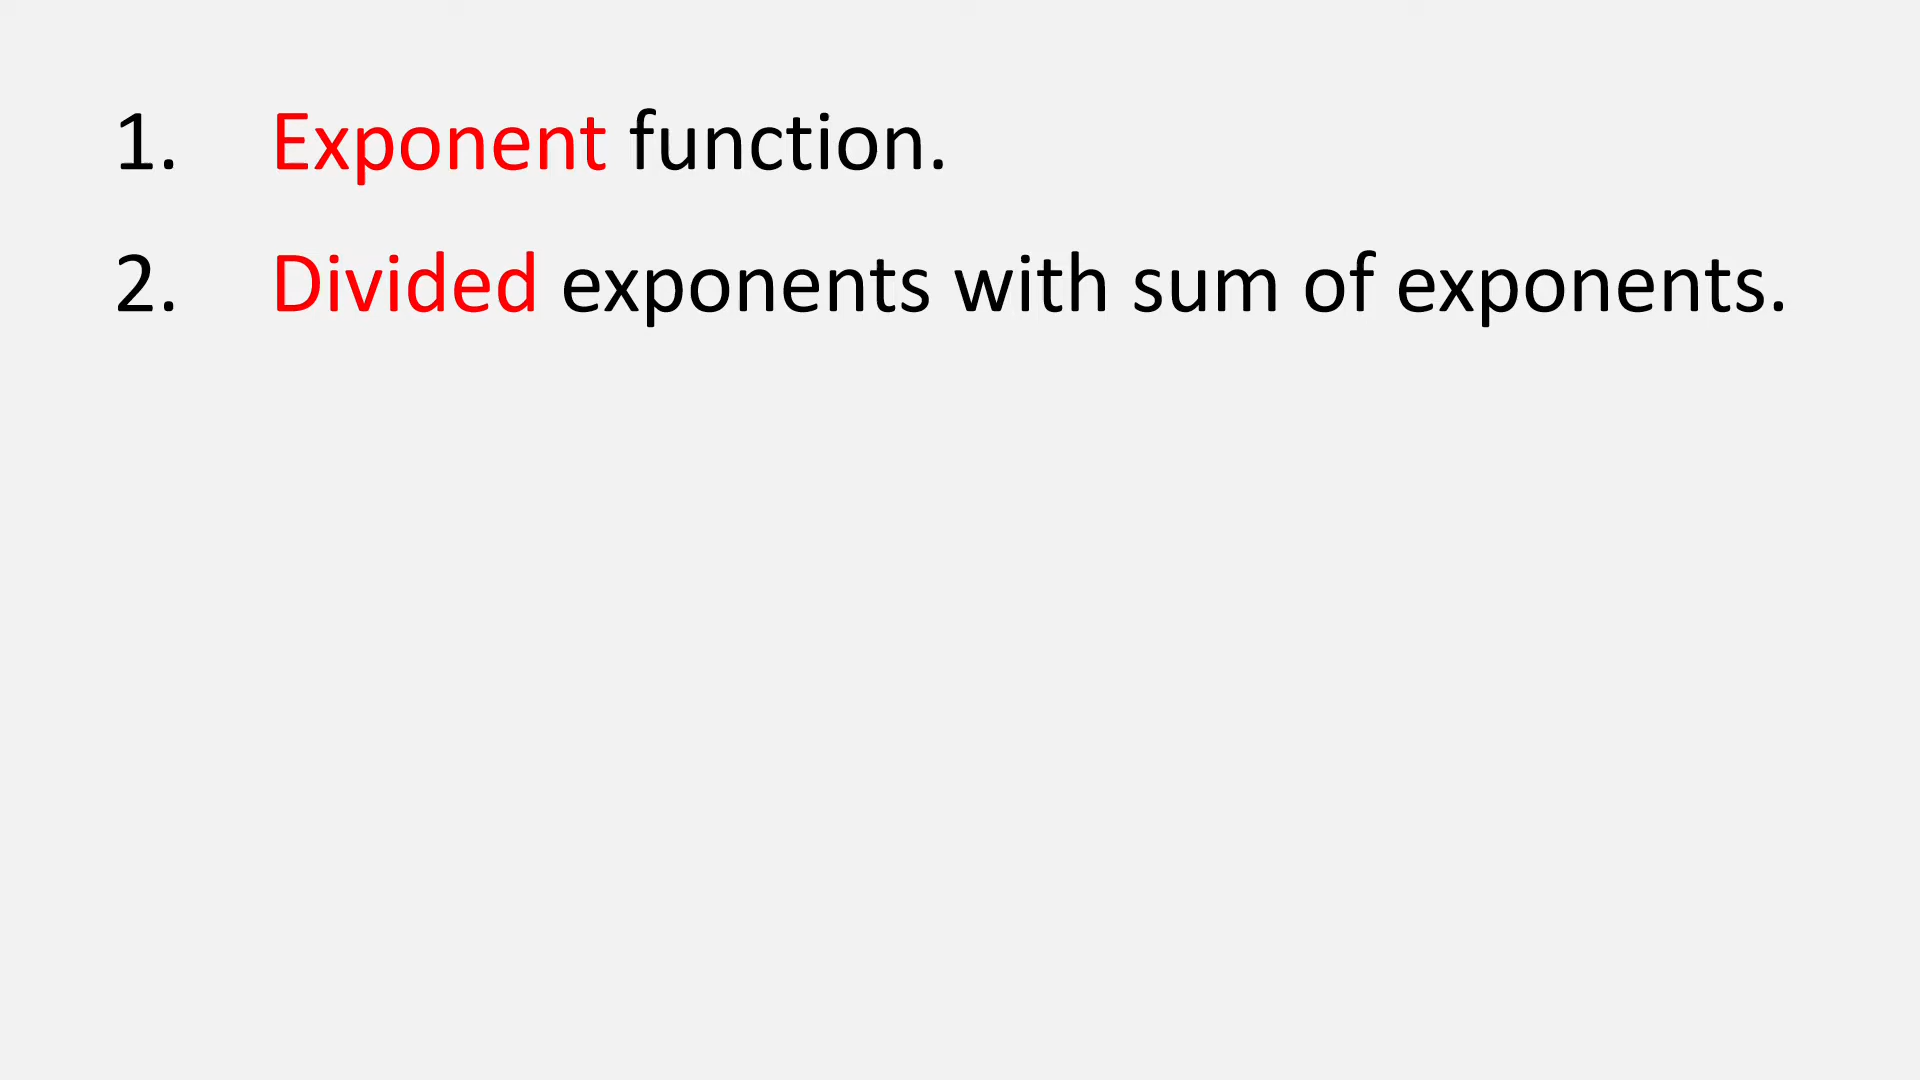 1. Exponent function.
2. Divided exponents with sum of exponents.